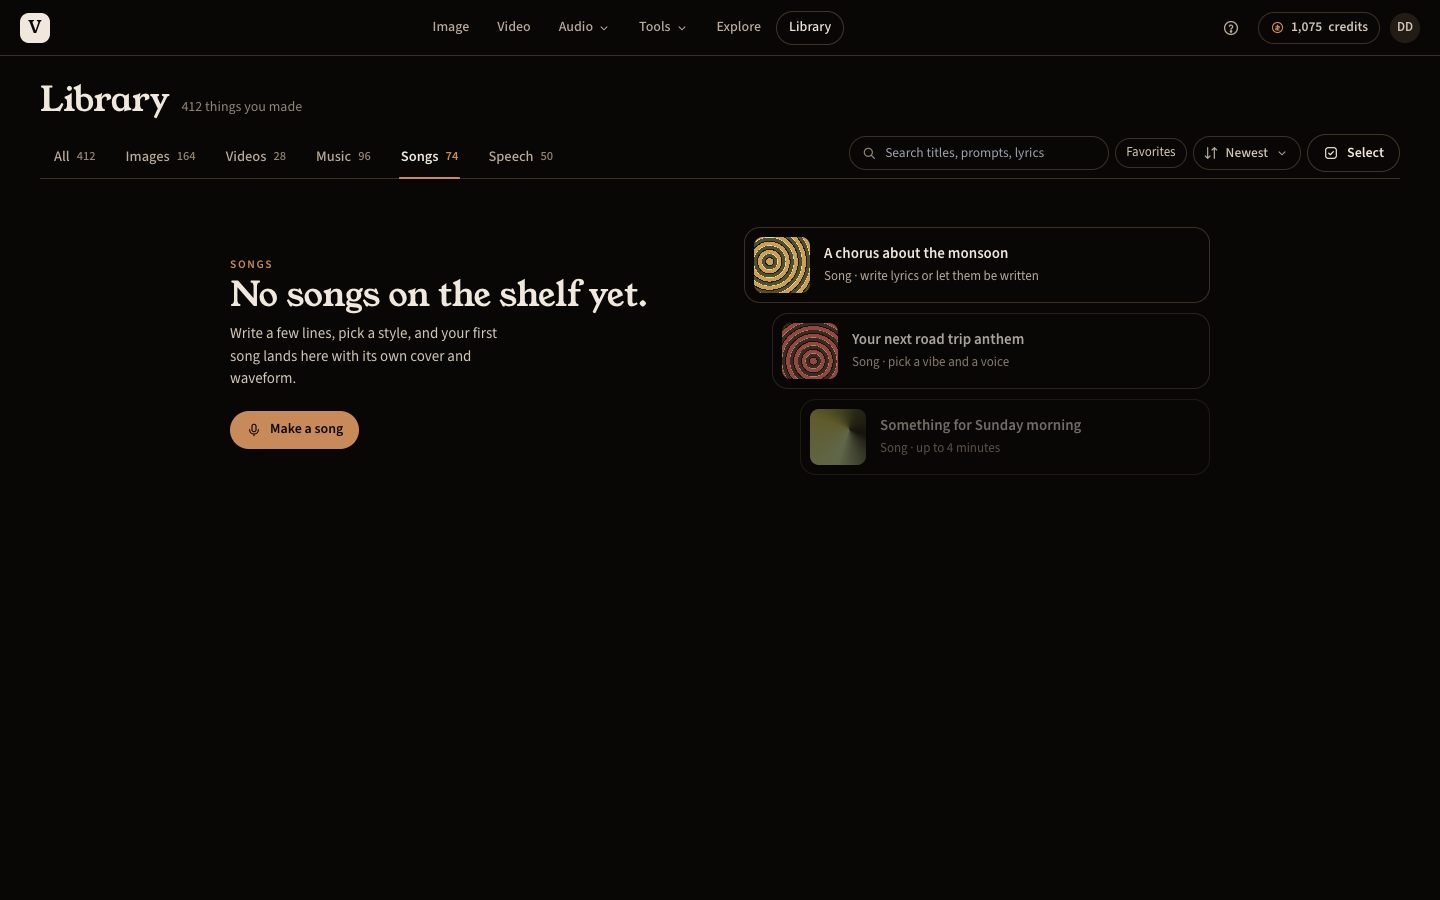 V
Image
Video
Audio
Tools
Explore
Library
1,075 credits
DD
Library
412 things you made
All 412
Images 164
Videos 28
Music 96
Songs 74
Speech 50
Search titles, prompts, lyrics
Favorites
Newest
Select
SONGS
No songs on the shelf yet.
Write a few lines, pick a style, and your first
song lands here with its own cover and
waveform.
Make a song
A chorus about the monsoon
Song · write lyrics or let them be written
Your next road trip anthem
Song · pick a vibe and a voice
Something for Sunday morning
Song · up to 4 minutes